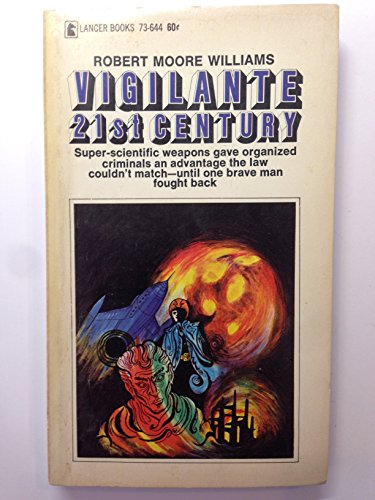 LANCER BOOKS 73-644 60¢
ROBERT MOORE WILLIAMS
VIGILANTE
21st CENTURY
Super-scientific weapons gave organized
criminals an advantage the law
couldn't match—until one brave man
fought back